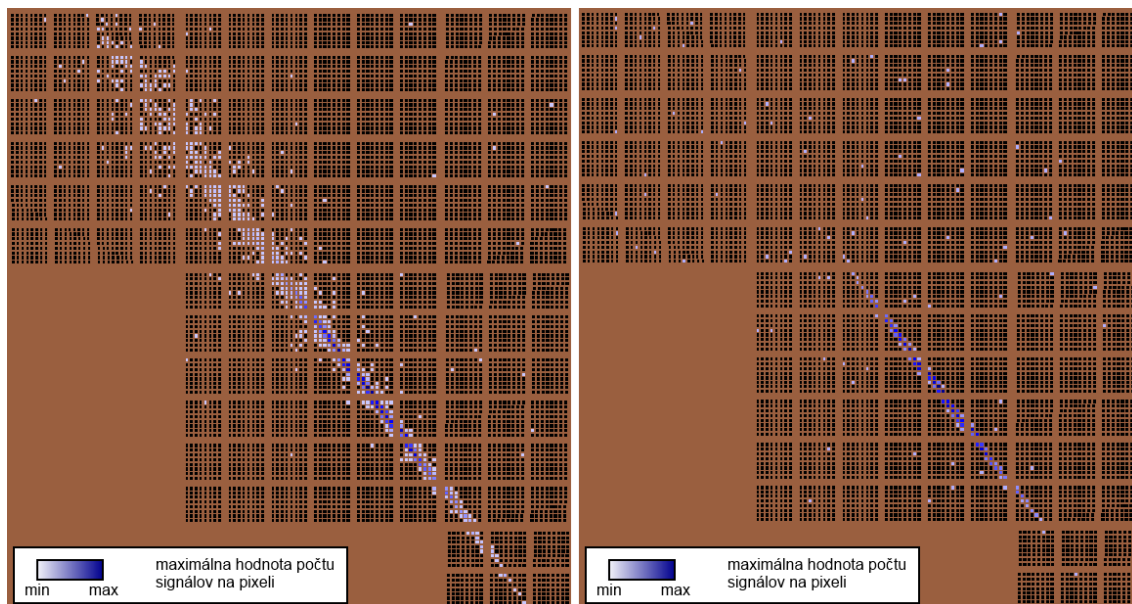 maximálna hodnota počtu
signálov na pixeli
min max
maximálna hodnota počtu
signálov na pixeli
min max